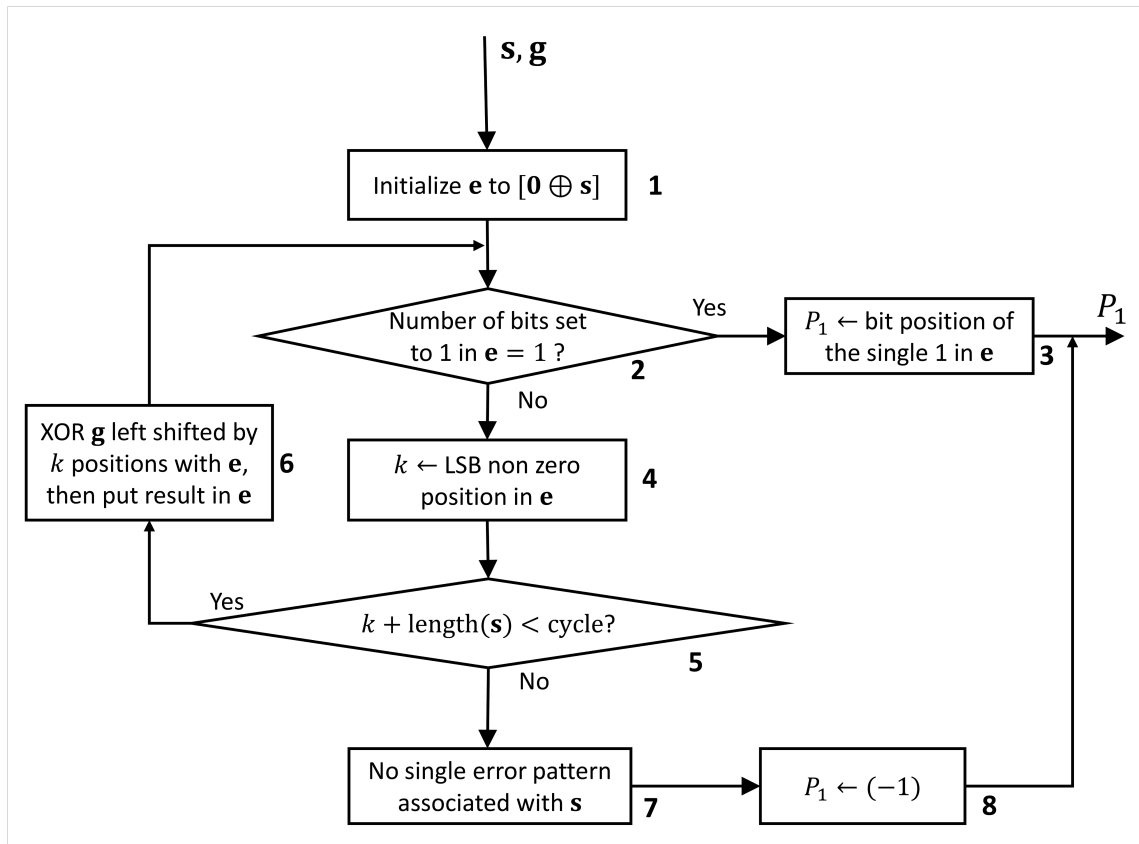 s, g
Initialize e to [0 ⊕ s]
1
Number of bits set
to 1 in e = 1 ?
2
Yes
P₁ ← bit position of
the single 1 in e
3
P₁
No
XOR g left shifted by
k positions with e,
then put result in e
6
k ← LSB non zero
position in e
4
Yes
k + length(s) < cycle?
5
No
No single error pattern
associated with s
7
P₁ ← (−1)
8